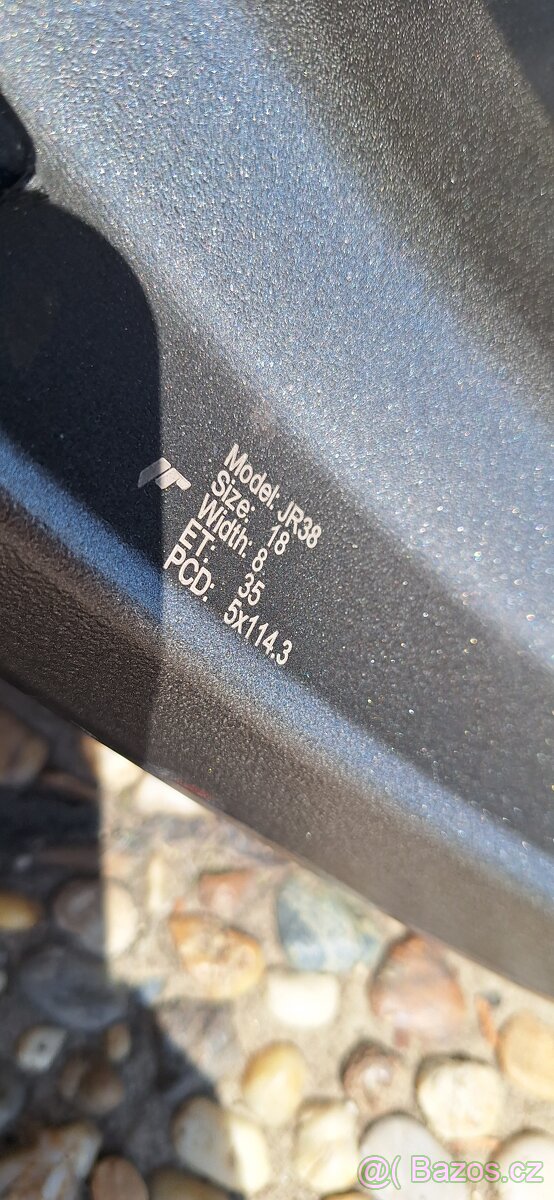 Model: JR38
Size: 18
Width: 8
ET: 35
PCD: 5x114.3
@( Bazos.cz